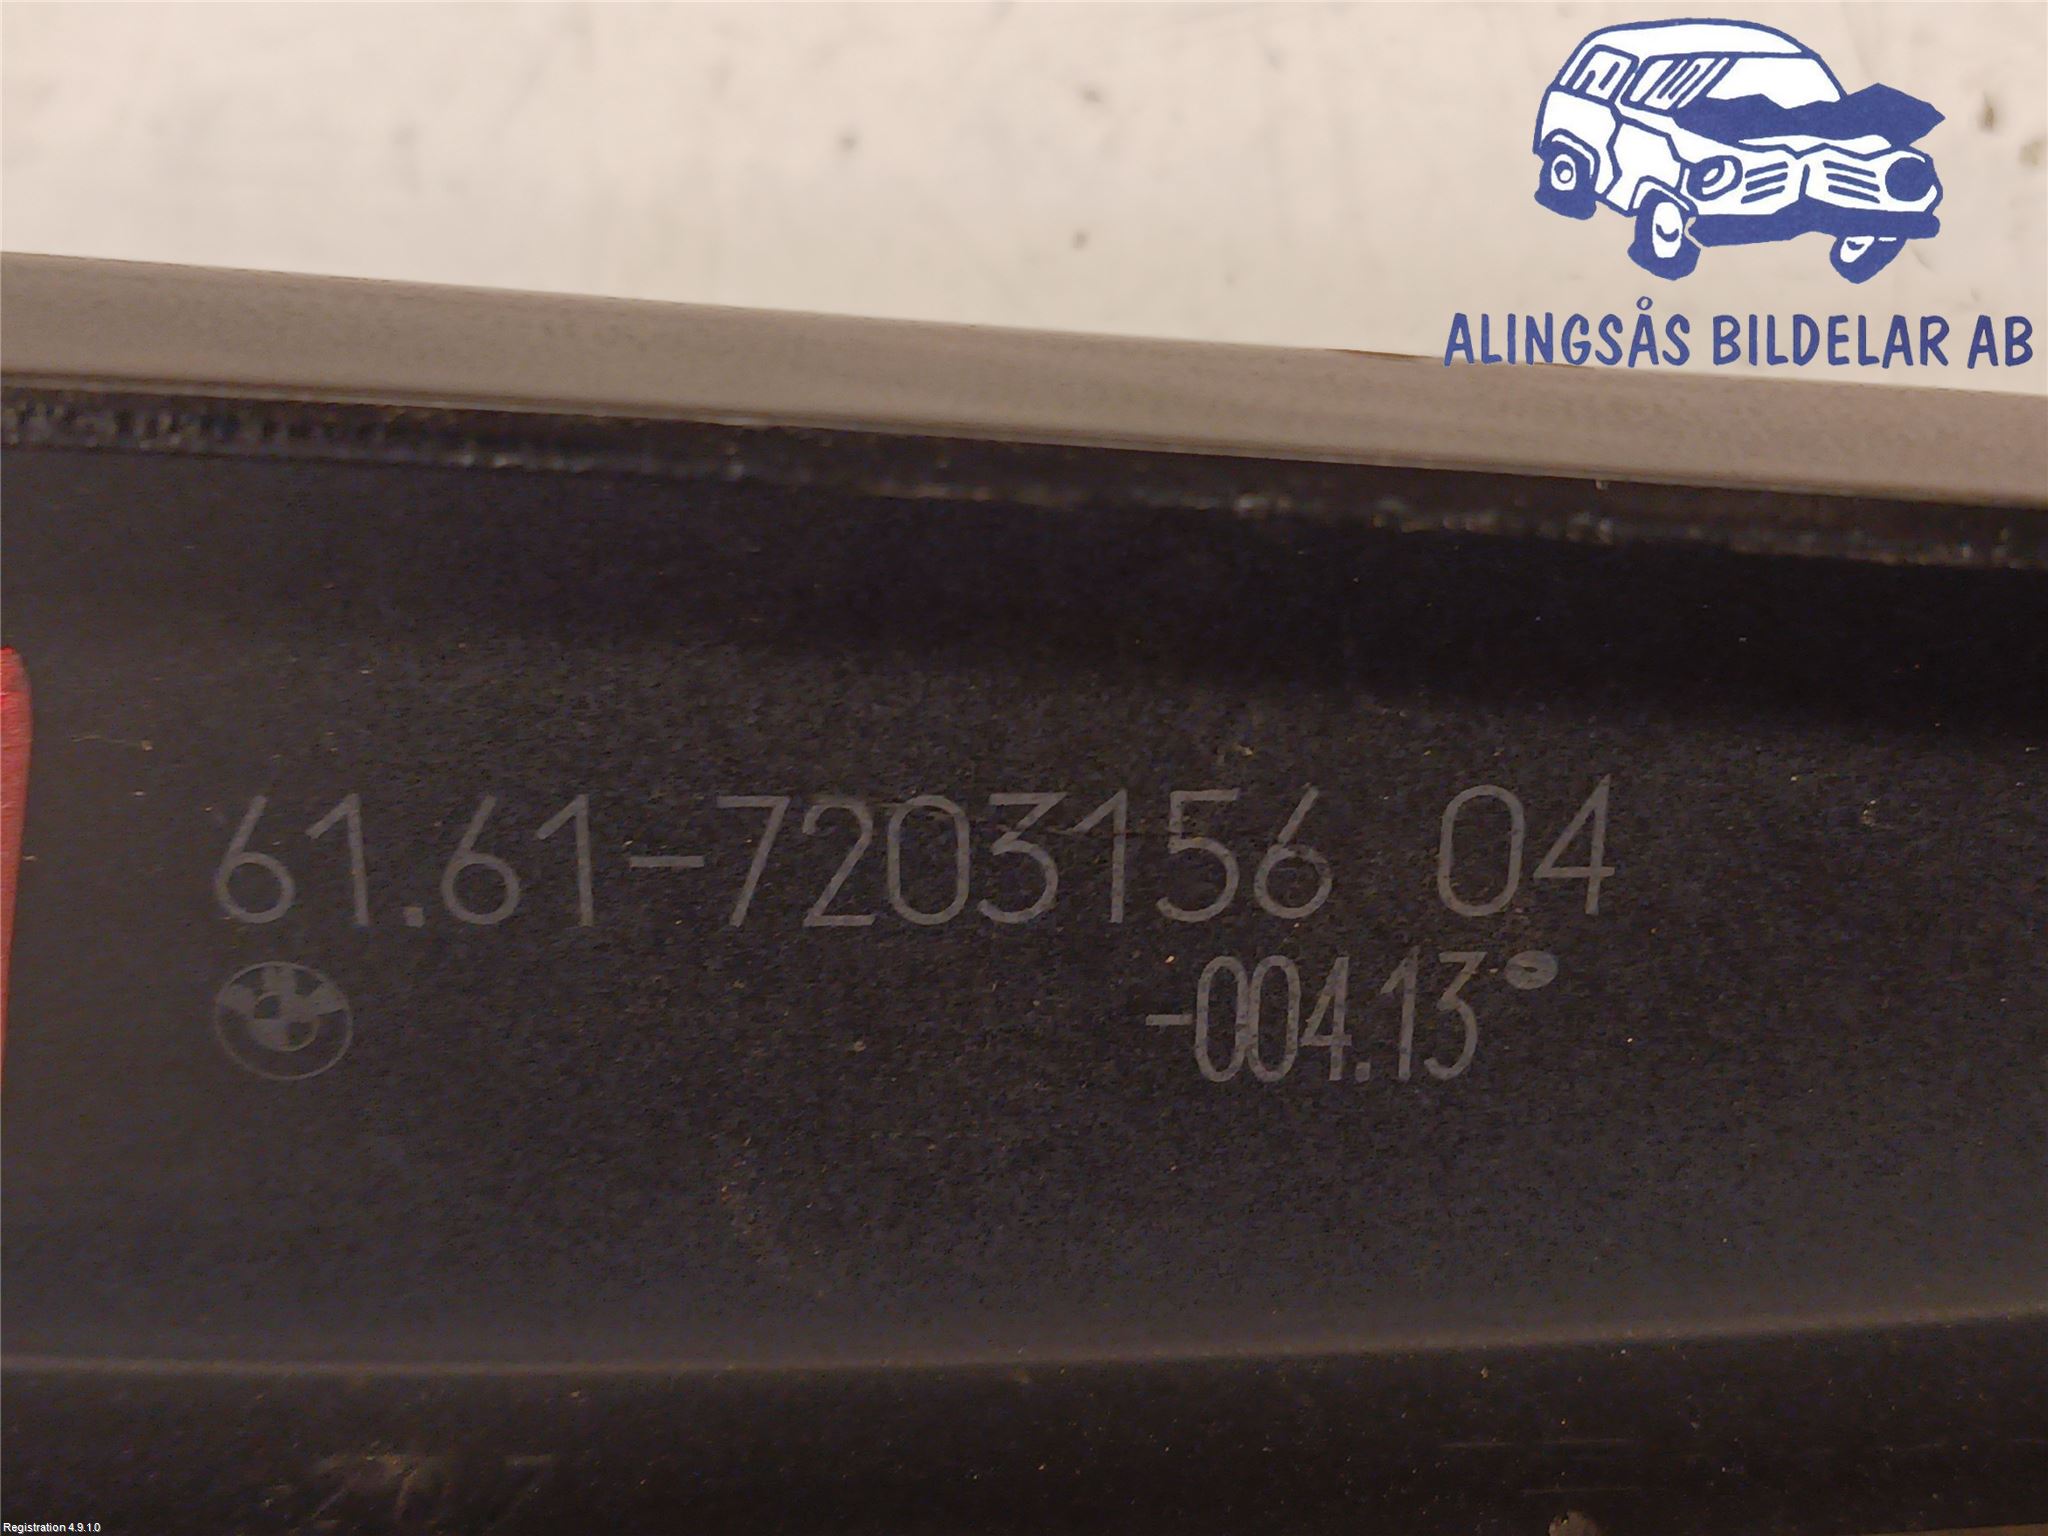 ALINGSÅS BILDELAR AB
61.61-7203156 04
-004.13
Registration 4.9.1.0